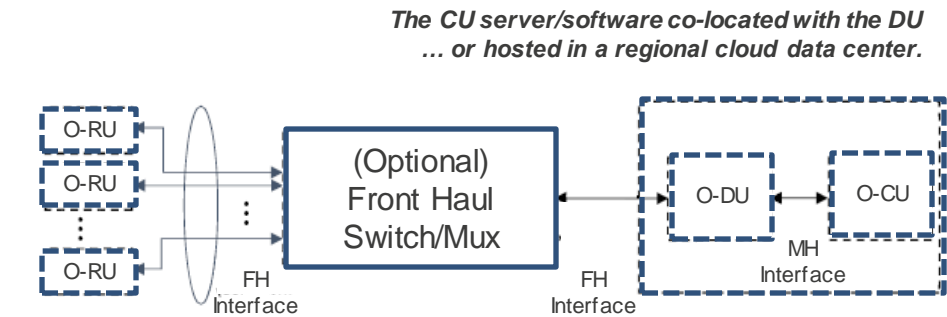 The CU server/software co-located with the DU
… or hosted in a regional cloud data center.
O-RU
O-RU
O-RU
(Optional)
Front Haul
Switch/Mux
O-DU
O-CU
FH
Interface
FH
Interface
MH
Interface